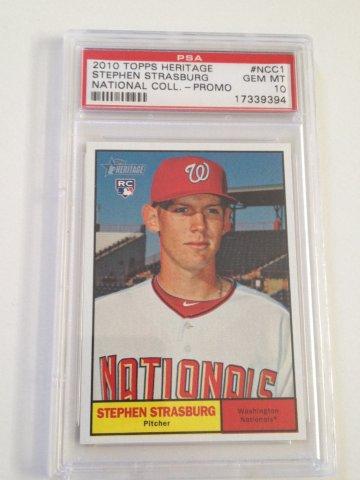 PSA
2010 TOPPS HERITAGE #NCC1
STEPHEN STRASBURG GEM MT
NATIONAL COLL. - PROMO 10
17339394
Topps
HERITAGE
RC
W
NATIONALS
STEPHEN STRASBURG
Pitcher
Washington
Nationals®